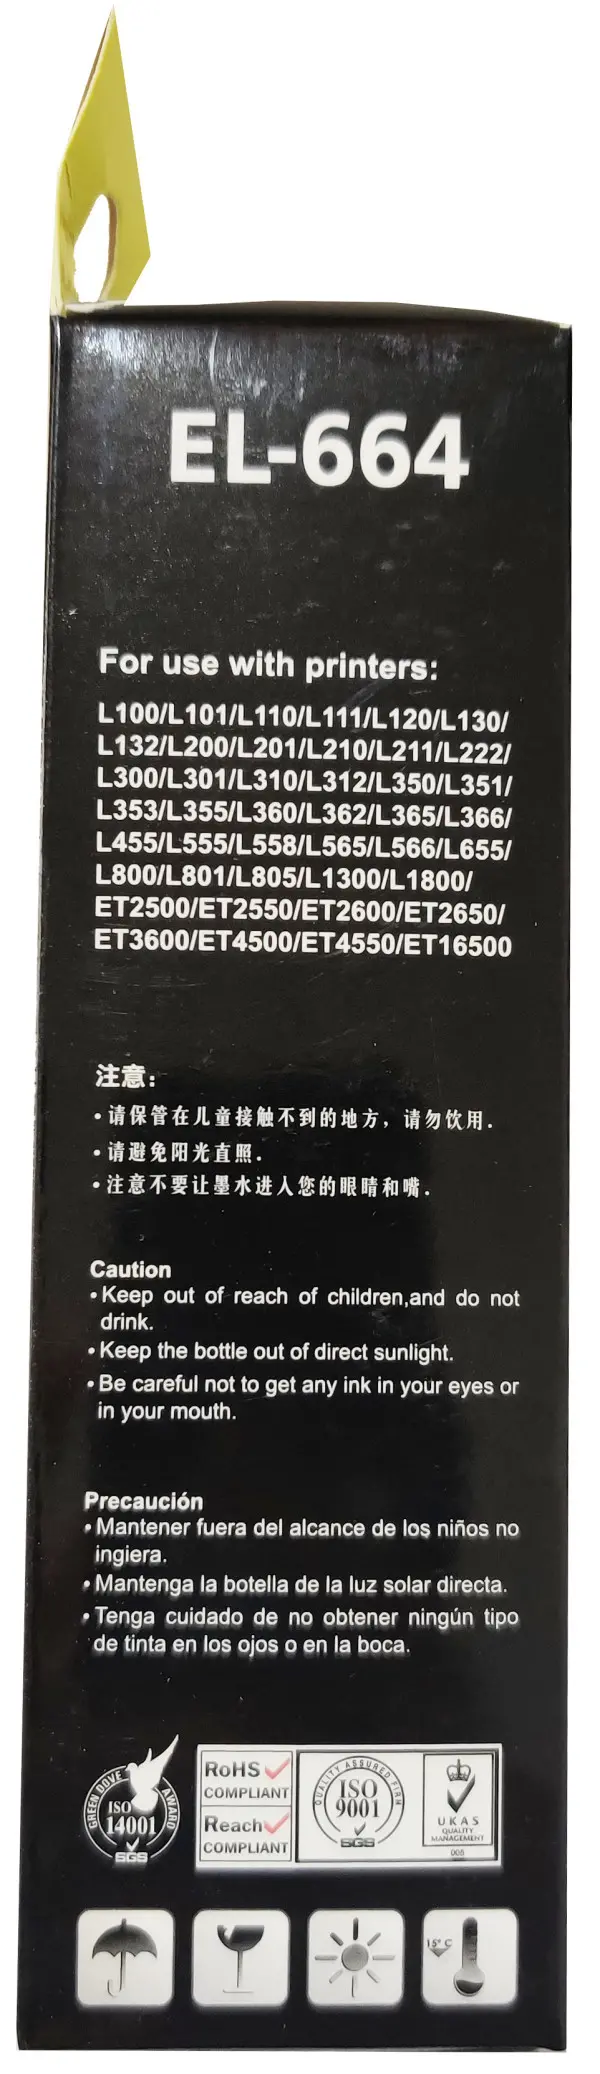 EL-664
For use with printers:
L100/L101/L110/L111/L120/L130/
L132/L200/L201/L210/L211/L222/
L300/L301/L310/L312/L350/L351/
L353/L355/L360/L362/L365/L366/
L455/L555/L558/L565/L566/L655/
L800/L801/L805/L1300/L1800/
ET2500/ET2550/ET2600/ET2650/
ET3600/ET4500/ET4550/ET16500
注意:
• 请保管在儿童接触不到的地方，请勿饮用.
• 请避免阳光直照.
• 注意不要让墨水进入您的眼睛和嘴.
Caution
• Keep out of reach of children,and do not
drink.
• Keep the bottle out of direct sunlight.
• Be careful not to get any ink in your eyes or
in your mouth.
Precaución
• Mantener fuera del alcance de los niños no
ingiera.
• Mantenga la botella de la luz solar directa.
• Tenga cuidado de no obtener ningún tipo
de tinta en los ojos o en la boca.
GREEN DOVE AWARD
ISO
14001
SGS
RoHS
COMPLIANT
Reach
COMPLIANT
QUALITY ASSURED FIRM
ISO
9001
SGS
UKAS
QUALITY
MANAGEMENT
005
15° C